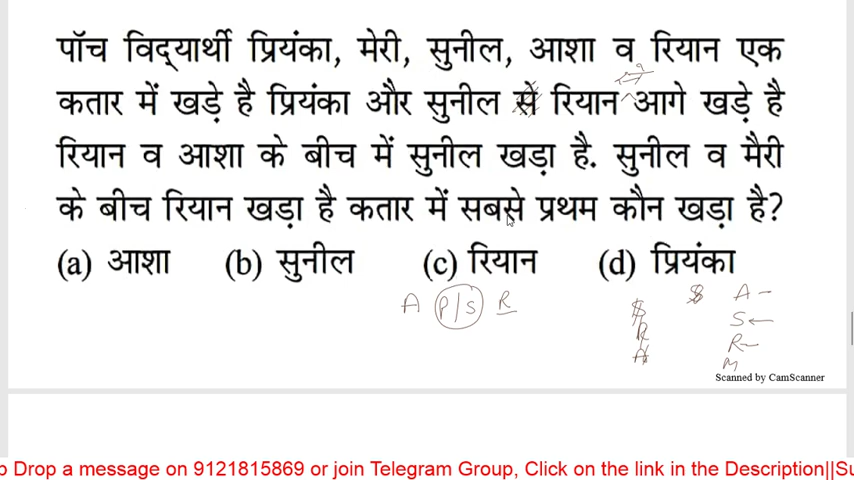 पॉच विद्यार्थी प्रियंका, मेरी, सुनील, आशा व रियान एक
कतार में खड़े है प्रियंका और सुनील से रियान आगे खड़े है
रियान व आशा के बीच में सुनील खडा है. सुनील व मैरी
के बीच रियान खडा है कतार में सबसे प्रथम कौन खडा है?
(a) आशा (b) सुनील (c) रियान (d) प्रियंका
A P/S R
S
R
A
S
A
S
R
M
Scanned by CamScanner
p Drop a message on 9121815869 or join Telegram Group, Click on the link in the Description||Su